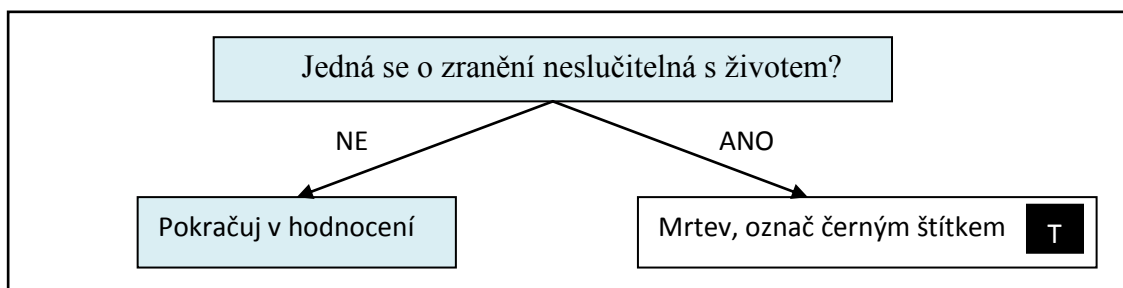 Jedná se o zranění neslučitelná s životem?
NE
ANO
Pokračuj v hodnocení
Mrtev, označ černým štítkem
T